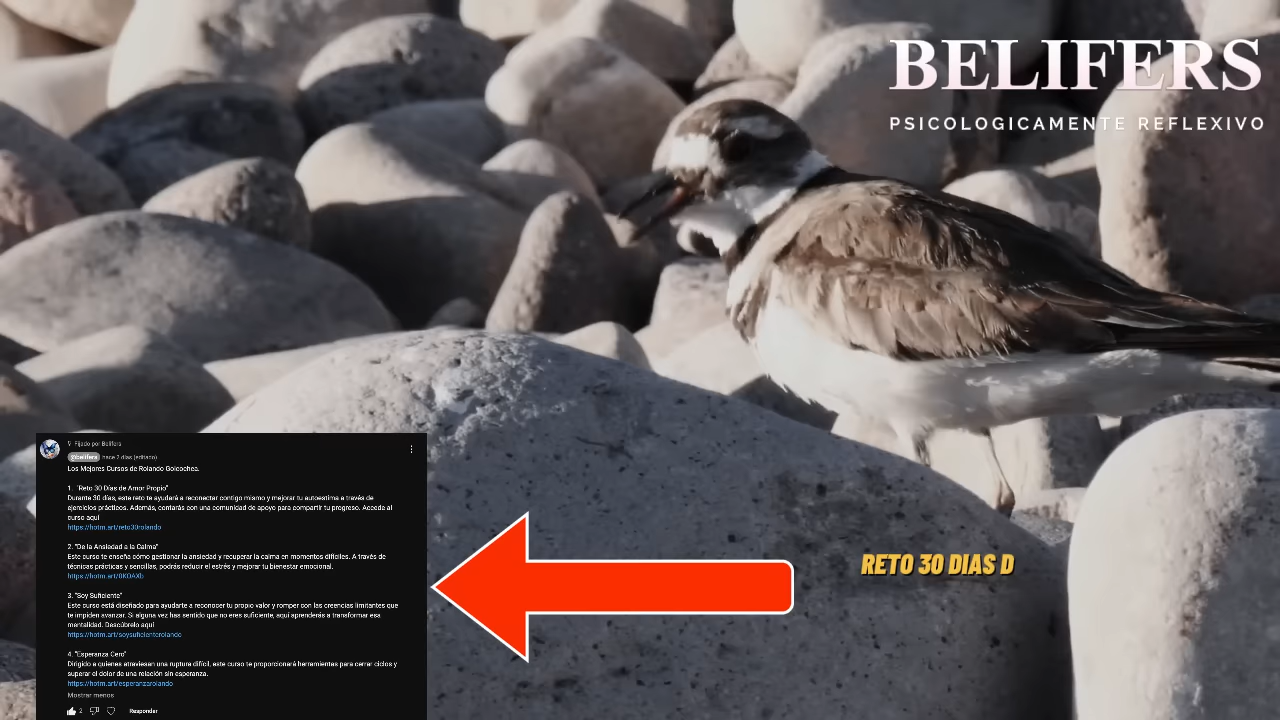 BELIFERS
PSICOLOGICAMENTE REFLEXIVO
Fijado por Belifers
@belifers hace 2 días (editado)
Los Mejores Cursos de Rolando Goicochea.
1. "Reto 30 Días de Amor Propio"
Durante 30 días, este reto te ayudará a reconectar contigo mismo y mejorar tu autoestima a través de
ejercicios prácticos. Además, contarás con una comunidad de apoyo para compartir tu progreso. Accede al
curso aquí
https://hotm.art/reto30rolando
2. "De la Ansiedad a la Calma"
Este curso te enseña cómo gestionar la ansiedad y recuperar la calma en momentos difíciles. A través de
técnicas prácticas y sencillas, podrás reducir el estrés y mejorar tu bienestar emocional.
https://hotm.art/0KOAXb
3. "Soy Suficiente"
Este curso está diseñado para ayudarte a reconocer tu propio valor y romper con las creencias limitantes que
te impiden avanzar. Si alguna vez has sentido que no eres suficiente, aquí aprenderás a transformar esa
mentalidad. Descúbrelo aquí
https://hotm.art/soysuficienterolando
4. "Esperanza Cero"
Dirigido a quienes atraviesan una ruptura difícil, este curso te proporcionará herramientas para cerrar ciclos y
superar el dolor de una relación sin esperanza.
https://hotm.art/esperanzarolando
Mostrar menos
2 Responder
RETO 30 DIAS D